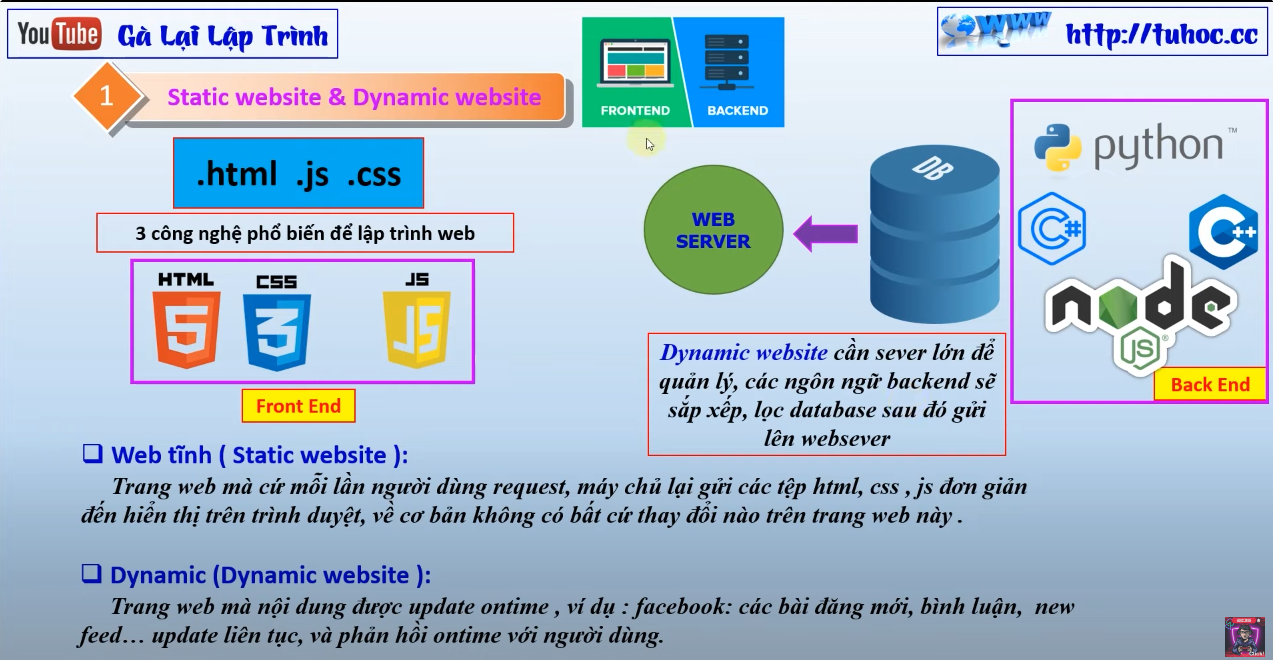 YouTube Gà Lại Lập Trình
WWW http://tuhoc.cc
1 Static website & Dynamic website
FRONTEND BACKEND
.html .js .css
3 công nghệ phổ biến để lập trình web
HTML CSS JS
5 3 JS
Front End
WEB
SERVER
DB
python™
C# C++
node
JS®
Back End
Dynamic website cần sever lớn để
quản lý, các ngôn ngữ backend sẽ
sắp xếp, lọc database sau đó gửi
lên websever
❑ Web tĩnh ( Static website ):
Trang web mà cứ mỗi lần người dùng request, máy chủ lại gửi các tệp html, css , js đơn giản
đến hiển thị trên trình duyệt, về cơ bản không có bất cứ thay đổi nào trên trang web này .
❑ Dynamic (Dynamic website ):
Trang web mà nội dung được update ontime , ví dụ : facebook: các bài đăng mới, bình luận, new
feed… update liên tục, và phản hồi ontime với người dùng.